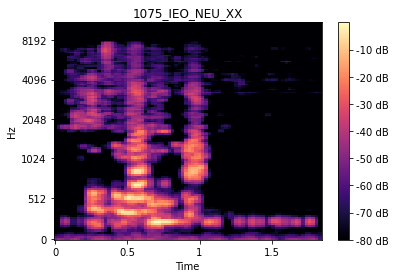 1075_IEO_NEU_XX
8192
4096
2048
1024
512
0
Hz
0
0.5
1
1.5
Time
-10 dB
-20 dB
-30 dB
-40 dB
-50 dB
-60 dB
-70 dB
-80 dB